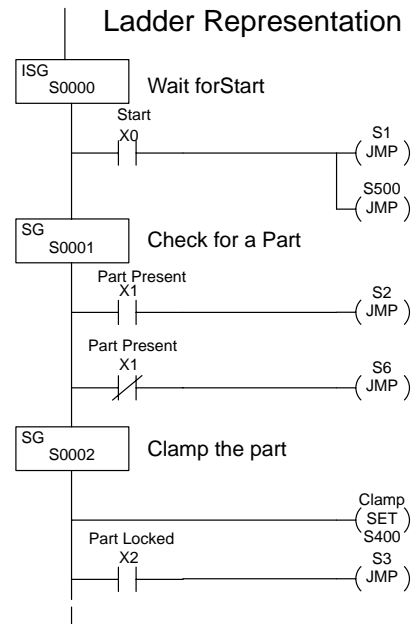 Ladder Representation
ISG
S0000
Wait forStart
Start
X0
S1
JMP
S500
JMP
SG
S0001
Check for a Part
Part Present
X1
S2
JMP
Part Present
X1
S6
JMP
SG
S0002
Clamp the part
Clamp
SET
S400
Part Locked
X2
S3
JMP